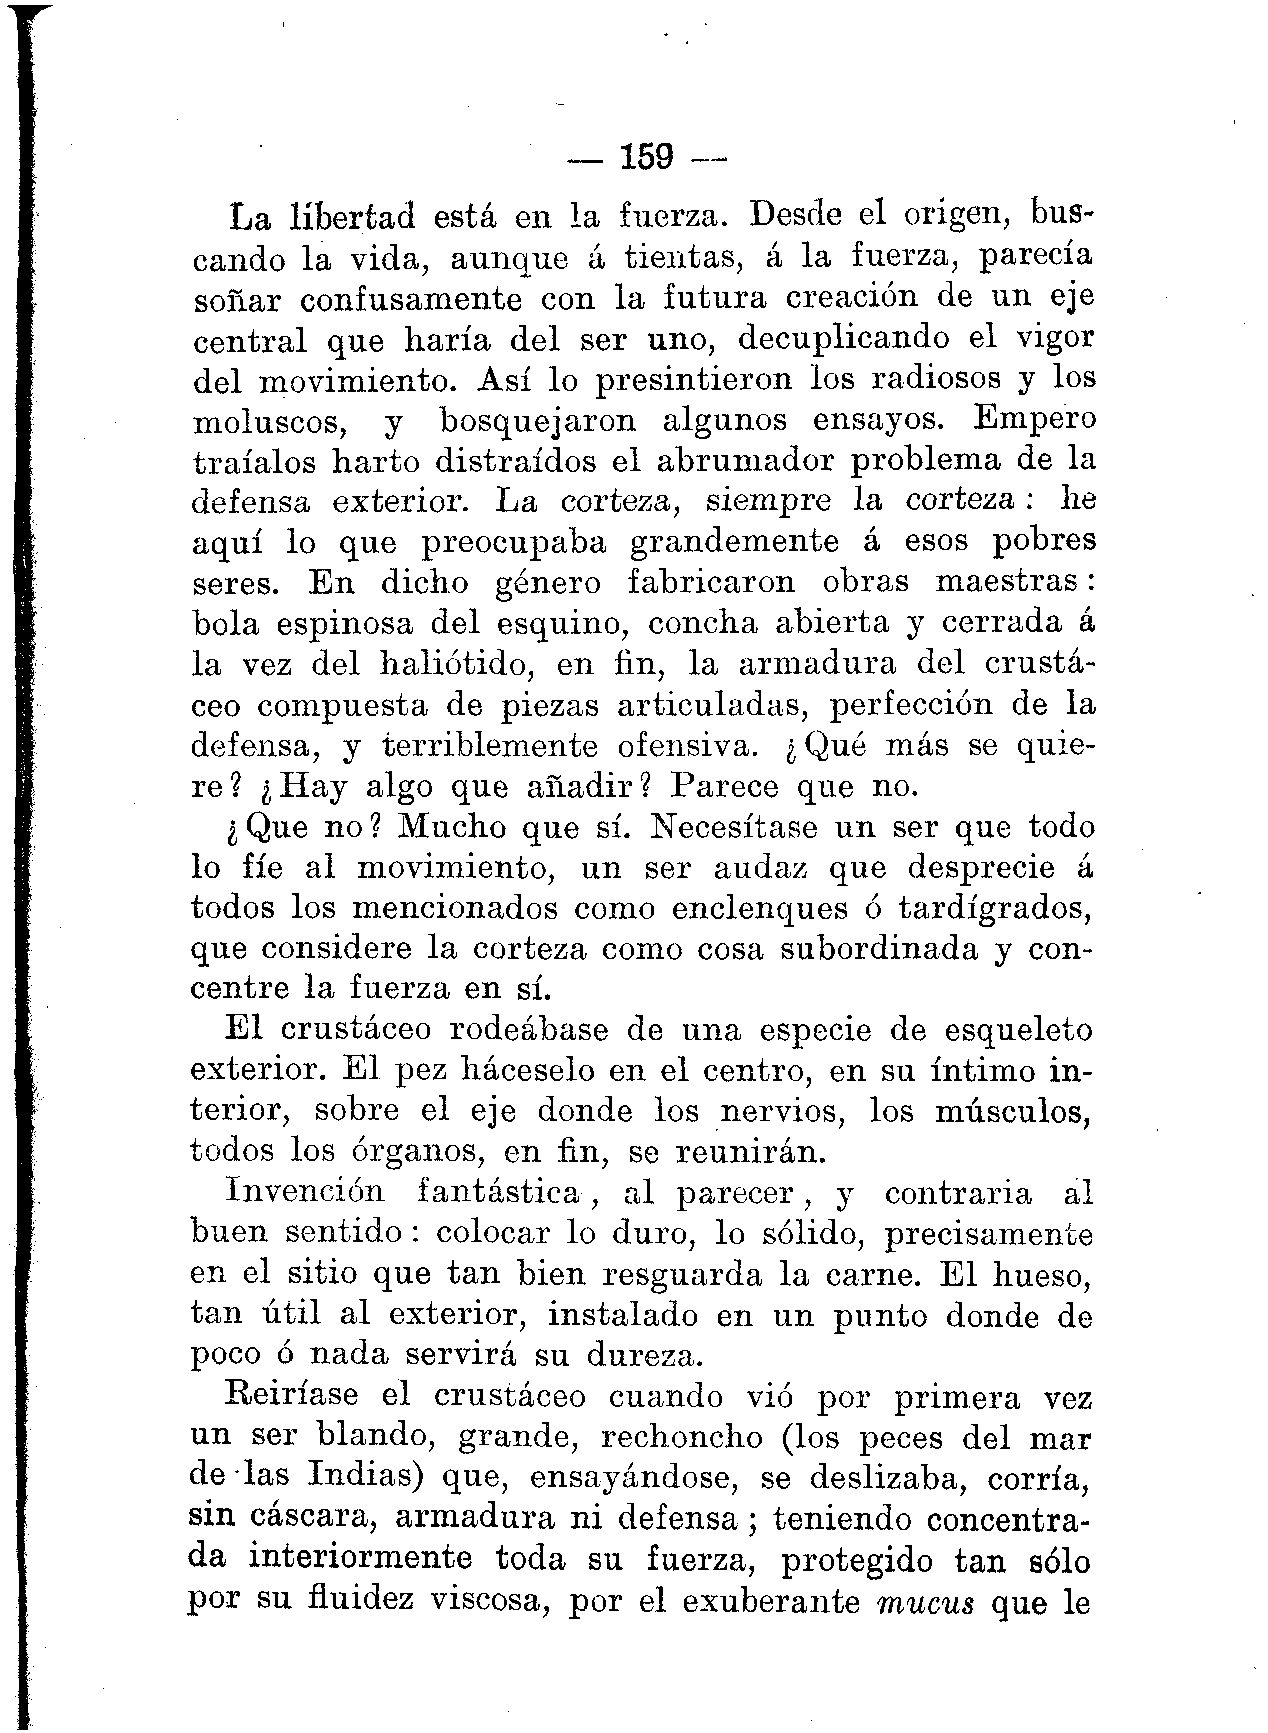 — 159 —
La libertad está en la fuerza. Desde el origen, bus-
cando la vida, aunque á tientas, á la fuerza, parecía
soñar confusamente con la futura creación de un eje
central que haría del ser uno, decuplicando el vigor
del movimiento. Así lo presintieron los radiosos y los
moluscos, y bosquejaron algunos ensayos. Empero
traíalos harto distraídos el abrumador problema de la
defensa exterior. La corteza, siempre la corteza : he
aquí lo que preocupaba grandemente á esos pobres
seres. En dicho género fabricaron obras maestras :
bola espinosa del esquino, concha abierta y cerrada á
la vez del haliótido, en fin, la armadura del crustá-
ceo compuesta de piezas articuladas, perfección de la
defensa, y terriblemente ofensiva. ¿Qué más se quie-
re? ¿Hay algo que añadir? Parece que no.
¿Que no? Mucho que sí. Necesítase un ser que todo
lo fíe al movimiento, un ser audaz que desprecie á
todos los mencionados como enclenques ó tardígrados,
que considere la corteza como cosa subordinada y con-
centre la fuerza en sí.
El crustáceo rodeábase de una especie de esqueleto
exterior. El pez háceselo en el centro, en su íntimo in-
terior, sobre el eje donde los nervios, los músculos,
todos los órganos, en fin, se reunirán.
Invención fantástica, al parecer, y contraria al
buen sentido : colocar lo duro, lo sólido, precisamente
en el sitio que tan bien resguarda la carne. El hueso,
tan útil al exterior, instalado en un punto donde de
poco ó nada servirá su dureza.
Reiríase el crustáceo cuando vió por primera vez
un ser blando, grande, rechoncho (los peces del mar
de las Indias) que, ensayándose, se deslizaba, corría,
sin cáscara, armadura ni defensa ; teniendo concentra-
da interiormente toda su fuerza, protegido tan sólo
por su fluidez viscosa, por el exuberante mucus que le